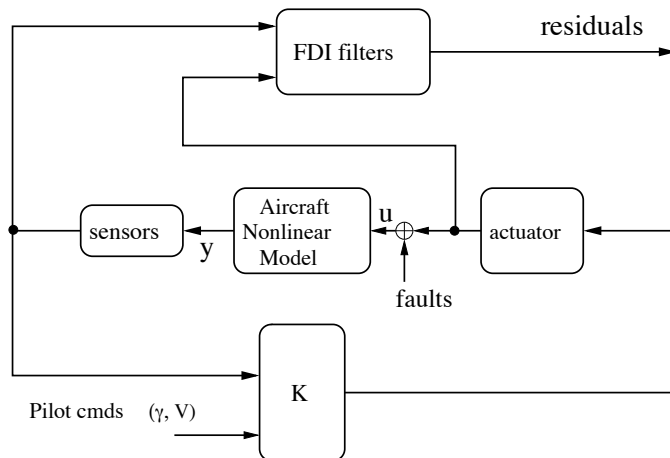 residuals
FDI filters
Aircraft
Nonlinear
Model
sensors
y
u
actuator
faults
K
Pilot cmds (γ, V)